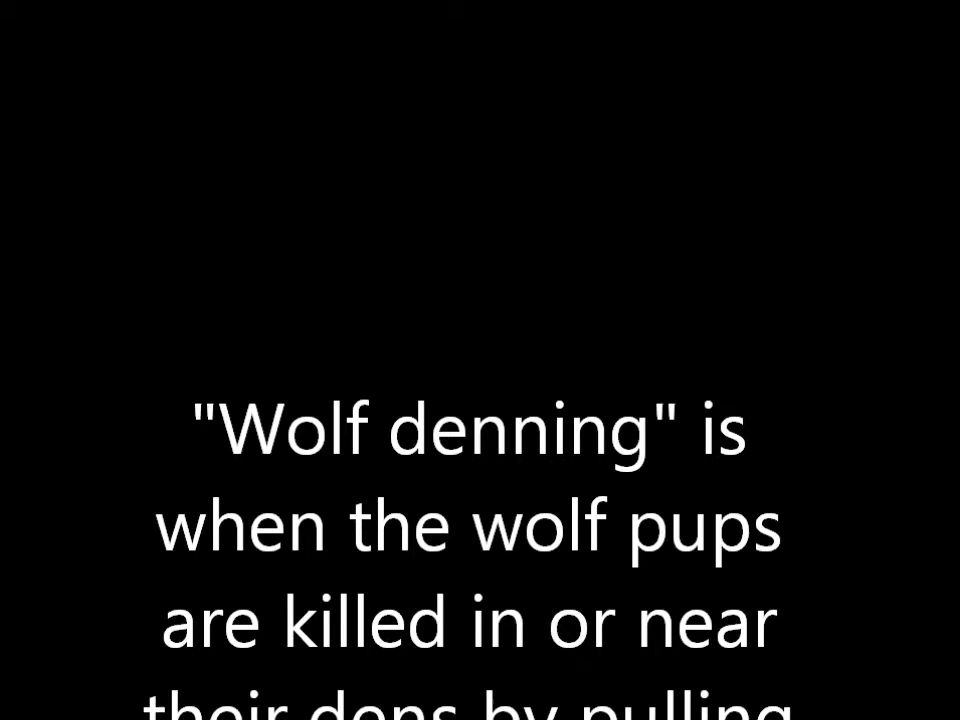 "Wolf denning" is
when the wolf pups
are killed in or near
their dens by pulling